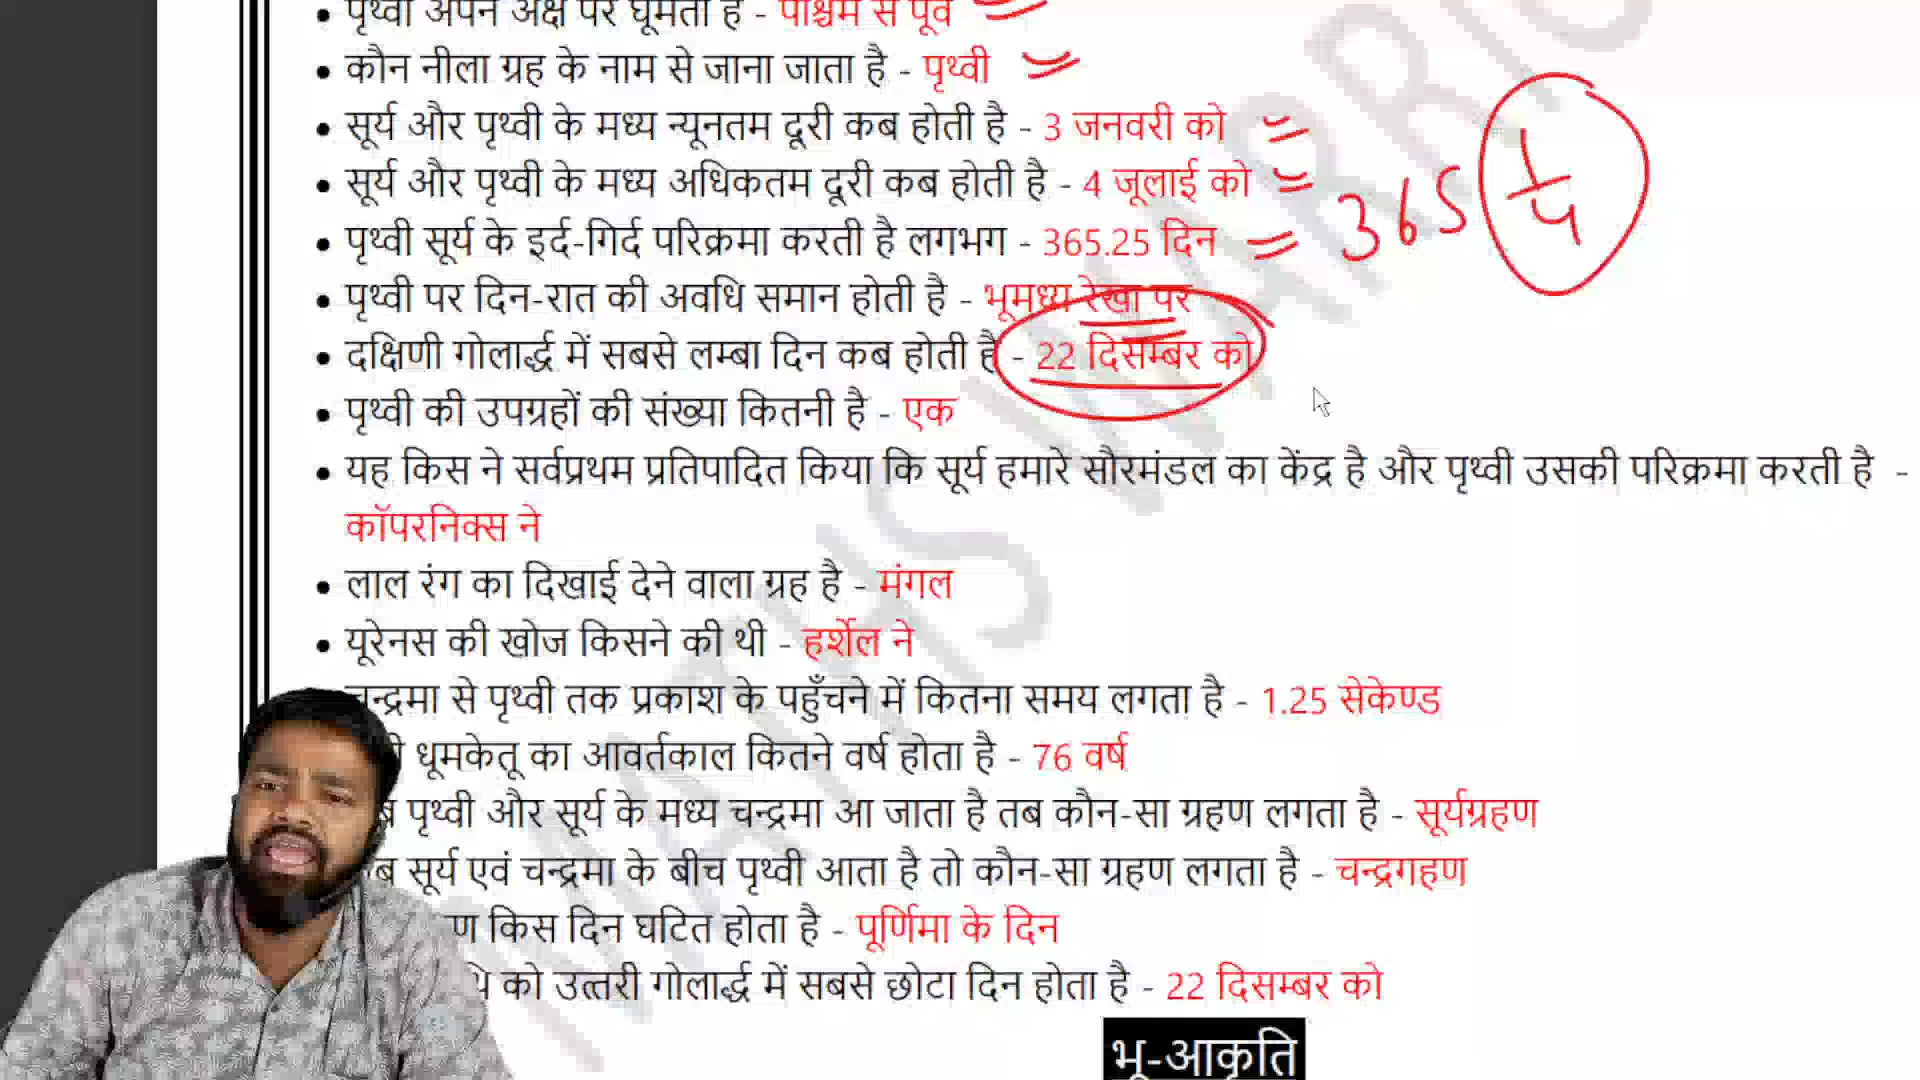 पृथ्वी अपने अक्ष पर घूमती है - पश्चिम से पूर्व
कौन नीला ग्रह के नाम से जाना जाता है - पृथ्वी
सूर्य और पृथ्वी के मध्य न्यूनतम दूरी कब होती है - 3 जनवरी को
सूर्य और पृथ्वी के मध्य अधिकतम दूरी कब होती है - 4 जूलाई को
365 1/4
पृथ्वी सूर्य के इर्द-गिर्द परिक्रमा करती है लगभग - 365.25 दिन
पृथ्वी पर दिन-रात की अवधि समान होती है - भूमध्य रेखा पर
दक्षिणी गोलार्द्ध में सबसे लम्बा दिन कब होती है - 22 दिसम्बर को
पृथ्वी की उपग्रहों की संख्या कितनी है - एक
यह किस ने सर्वप्रथम प्रतिपादित किया कि सूर्य हमारे सौरमंडल का केंद्र है और पृथ्वी उसकी परिक्रमा करती है -
कॉपरनिक्स ने
लाल रंग का दिखाई देने वाला ग्रह है - मंगल
यूरेनस की खोज किसने की थी - हर्शेल ने
चन्द्रमा से पृथ्वी तक प्रकाश के पहुँचने में कितना समय लगता है - 1.25 सेकेण्ड
धूमकेतू का आवर्तकाल कितने वर्ष होता है - 76 वर्ष
पृथ्वी और सूर्य के मध्य चन्द्रमा आ जाता है तब कौन-सा ग्रहण लगता है - सूर्यग्रहण
सूर्य एवं चन्द्रमा के बीच पृथ्वी आता है तो कौन-सा ग्रहण लगता है - चन्द्रगहण
किस दिन घटित होता है - पूर्णिमा के दिन
को उत्तरी गोलार्द्ध में सबसे छोटा दिन होता है - 22 दिसम्बर को
भू-आकृति